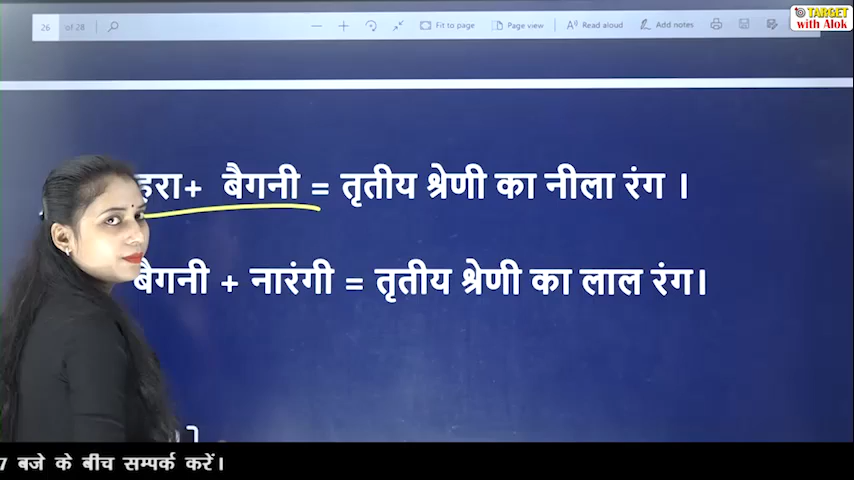 26 of 28 Fit to page Page view Read aloud Add notes
TARGET
with Alok
हरा+ बैगनी = तृतीय श्रेणी का नीला रंग ।
बैगनी + नारंगी = तृतीय श्रेणी का लाल रंग।
7 बजे के बीच सम्पर्क करें।